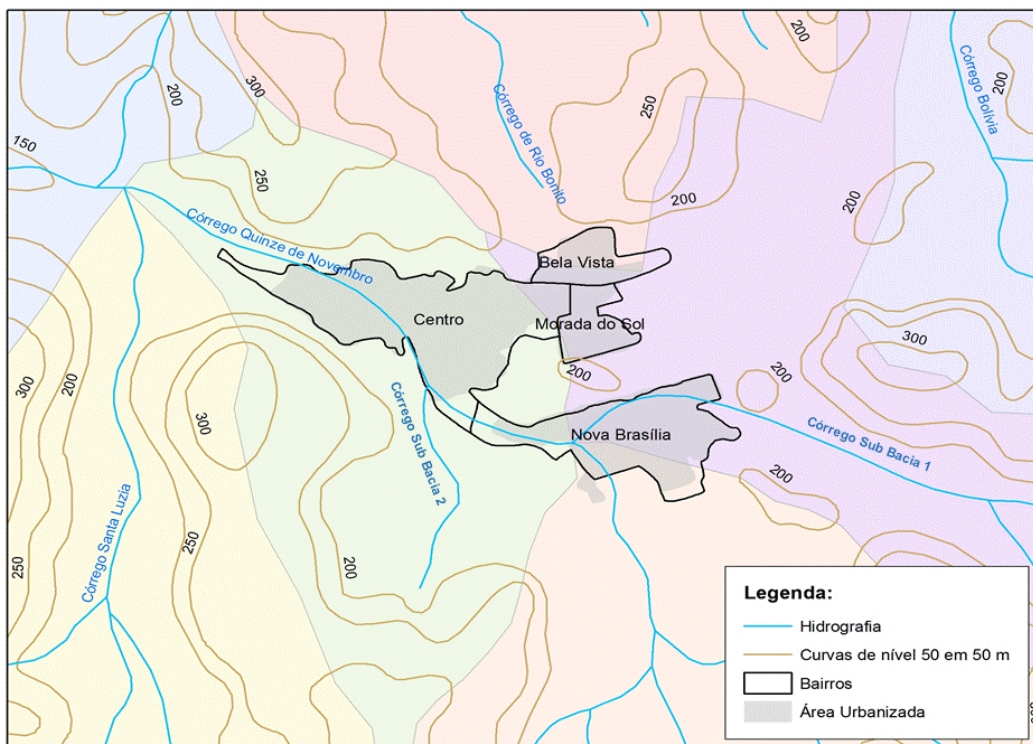 200
300
200
Córrego Bolívia
200
250
Córrego de Rio Bonito
150
250
200
200
Córrego Quinze de Novembro
Bela Vista
Centro
Morada do Sol
300
200
200
300
200
300
Córrego Sub Bacia 2
Nova Brasília
Córrego Sub Bacia 1
200
Córrego Santa Luzia
250
250
200
Legenda:
Hidrografia
Curvas de nível 50 em 50 m
Bairros
Área Urbanizada